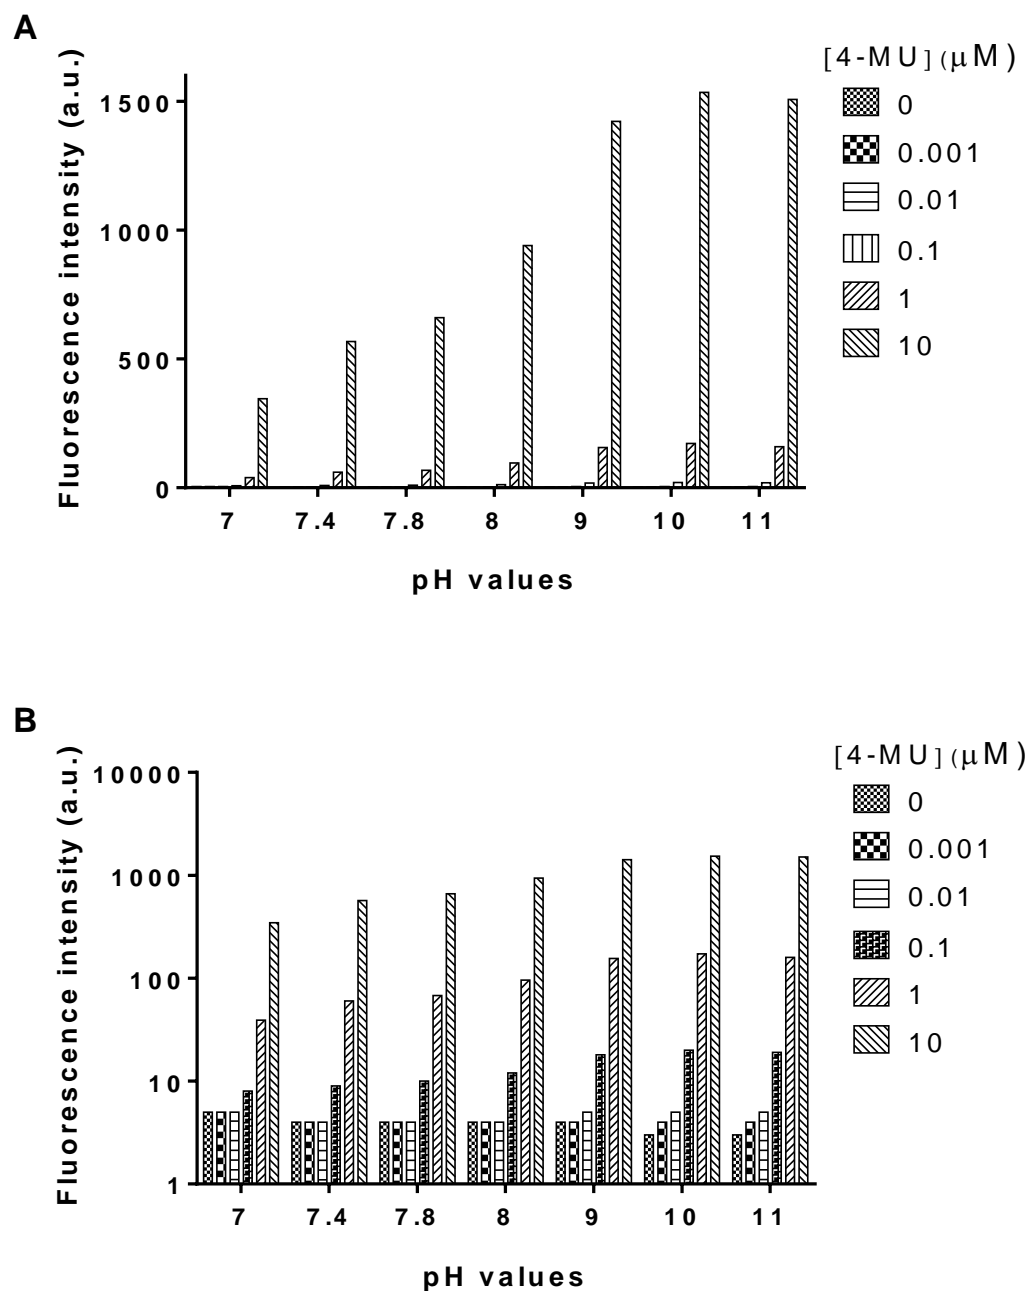 A
Fluorescence intensity (a.u.)
1500
1000
500
0
7 7.4 7.8 8 9 10 11
pH values
[4-MU] (μM)
0
0.001
0.01
0.1
1
10
B
Fluorescence intensity (a.u.)
10000
1000
100
10
1
7 7.4 7.8 8 9 10 11
pH values
[4-MU] (μM)
0
0.001
0.01
0.1
1
10